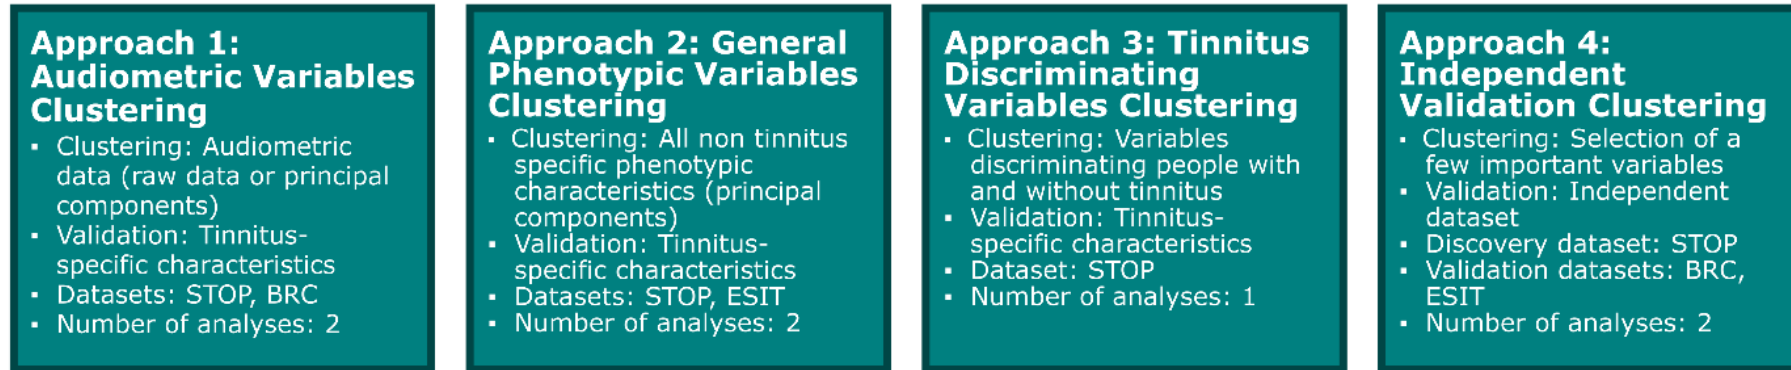 Approach 1:
Audiometric Variables
Clustering
▪ Clustering: Audiometric
data (raw data or principal
components)
▪ Validation: Tinnitus-
specific characteristics
▪ Datasets: STOP, BRC
▪ Number of analyses: 2
Approach 2: General
Phenotypic Variables
Clustering
▪ Clustering: All non tinnitus
specific phenotypic
characteristics (principal
components)
▪ Validation: Tinnitus-
specific characteristics
▪ Datasets: STOP, ESIT
▪ Number of analyses: 2
Approach 3: Tinnitus
Discriminating
Variables Clustering
▪ Clustering: Variables
discriminating people with
and without tinnitus
▪ Validation: Tinnitus-
specific characteristics
▪ Dataset: STOP
▪ Number of analyses: 1
Approach 4:
Independent
Validation Clustering
▪ Clustering: Selection of a
few important variables
▪ Validation: Independent
dataset
▪ Discovery dataset: STOP
▪ Validation datasets: BRC,
ESIT
▪ Number of analyses: 2